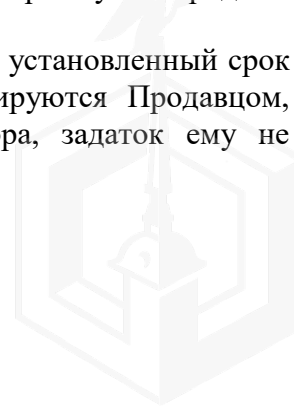 установленный срок
ируются Продавцом,
ра, задаток ему не